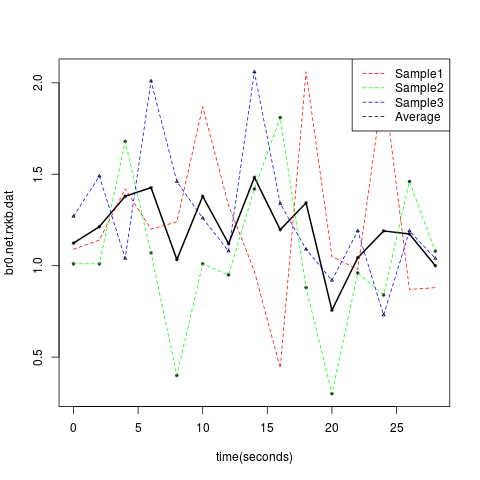 Sample1
Sample2
Sample3
Average
br0.net.rxkb.dat
2.0
1.5
1.0
0.5
0 5 10 15 20 25
time(seconds)